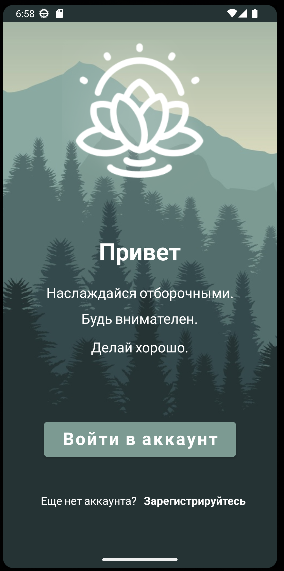 6:58
Привет
Наслаждайся отборочными.
Будь внимателен.
Делай хорошо.
Войти в аккаунт
Еще нет аккаунта? Зарегистрируйтесь